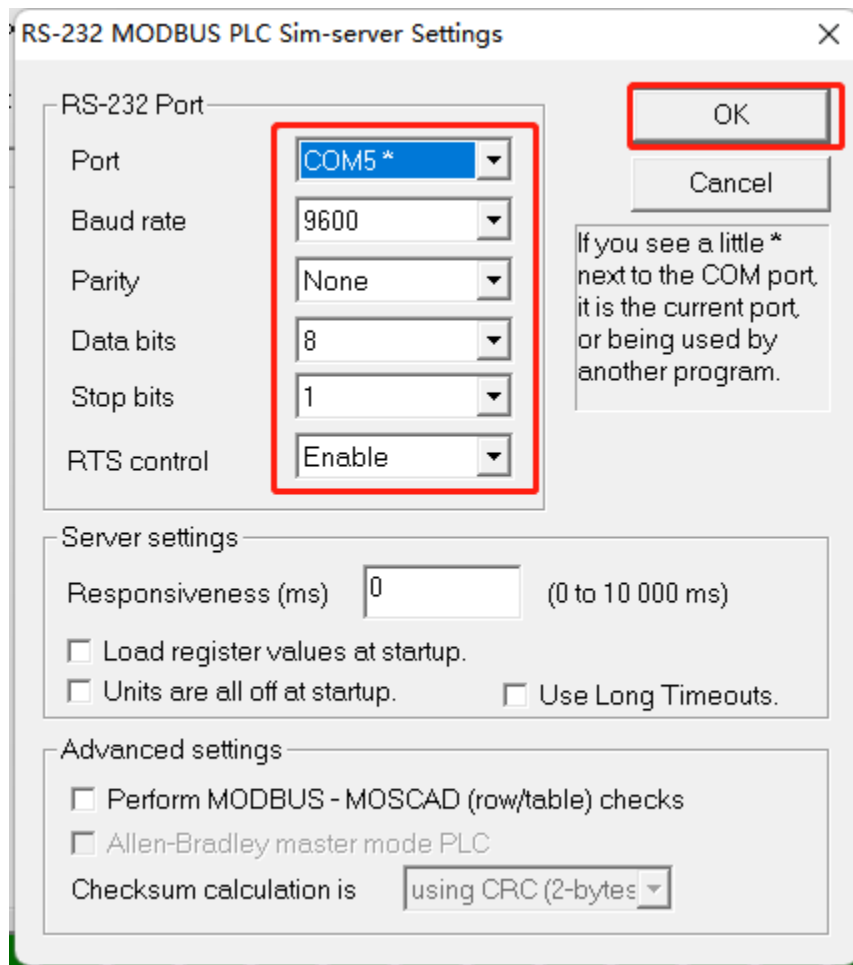 RS-232 MODBUS PLC Sim-server Settings
RS-232 Port
Port COM5 *
Baud rate 9600
Parity None
Data bits 8
Stop bits 1
RTS control Enable
OK
Cancel
If you see a little *
next to the COM port,
it is the current port,
or being used by
another program.
Server settings
Responsiveness (ms) 0 (0 to 10 000 ms)
Load register values at startup.
Units are all off at startup. Use Long Timeouts.
Advanced settings
Perform MODBUS - MOSCAD (row/table) checks
Allen-Bradley master mode PLC
Checksum calculation is using CRC (2-bytes